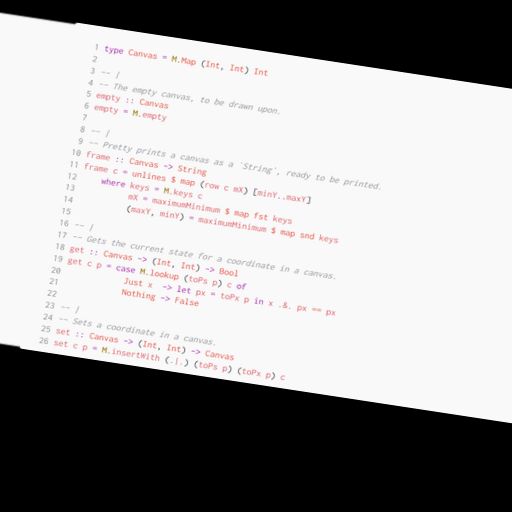 1 type Canvas = M.Map (Int, Int) Int
2
3 -- |
4 -- The empty canvas, to be drawn upon.
5 empty :: Canvas
6 empty = M.empty
7
8 -- |
9 -- Pretty prints a canvas as a `String`, ready to be printed.
10 frame :: Canvas -> String
11 frame c = unlines $ map (row c mX) [minY..maxY]
12     where keys = M.keys c
13           mX = maximumMinimum $ map fst keys
14           (maxY, minY) = maximumMinimum $ map snd keys
15
16 -- |
17 -- Gets the current state for a coordinate in a canvas.
18 get :: Canvas -> (Int, Int) -> Bool
19 get c p = case M.lookup (toPs p) c of
20             Just x  -> let px = toPx p in x .&. px == px
21             Nothing -> False
22
23 -- |
24 -- Sets a coordinate in a canvas.
25 set :: Canvas -> (Int, Int) -> Canvas
26 set c p = M.insertWith (.|.) (toPs p) (toPx p) c